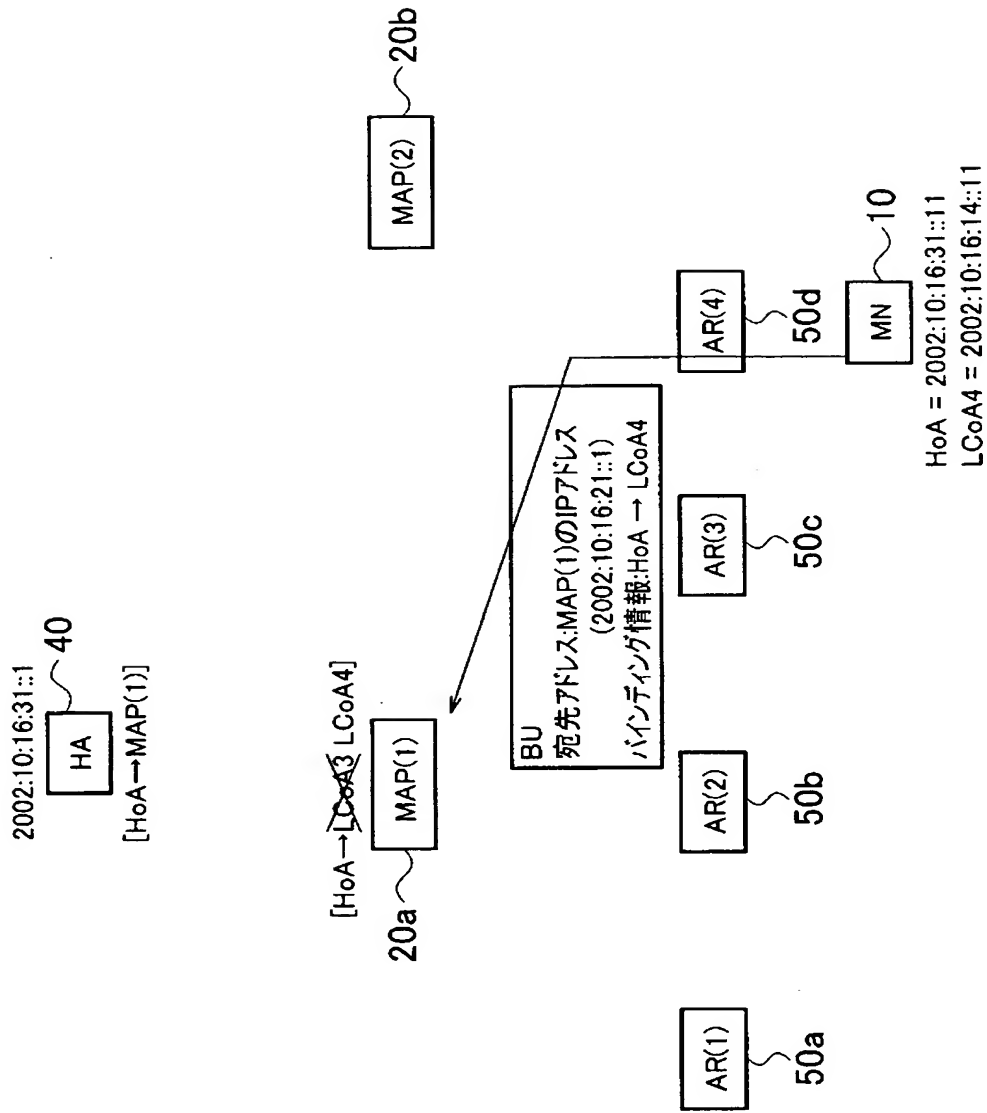 2002:10:16:31::1
HA
40
[HoA→MAP(1)]
[HoA→LCoA3 LCoA4]
MAP(1)
20a
MAP(2)
20b
BU
宛先アドレス:MAP(1)のIPアドレス
(2002:10:16:21::1)
バインディング情報:HoA → LCoA4
AR(1)
50a
AR(2)
50b
AR(3)
50c
AR(4)
50d
MN
10
HoA = 2002:10:16:31::11
LCoA4 = 2002:10:16:14::11